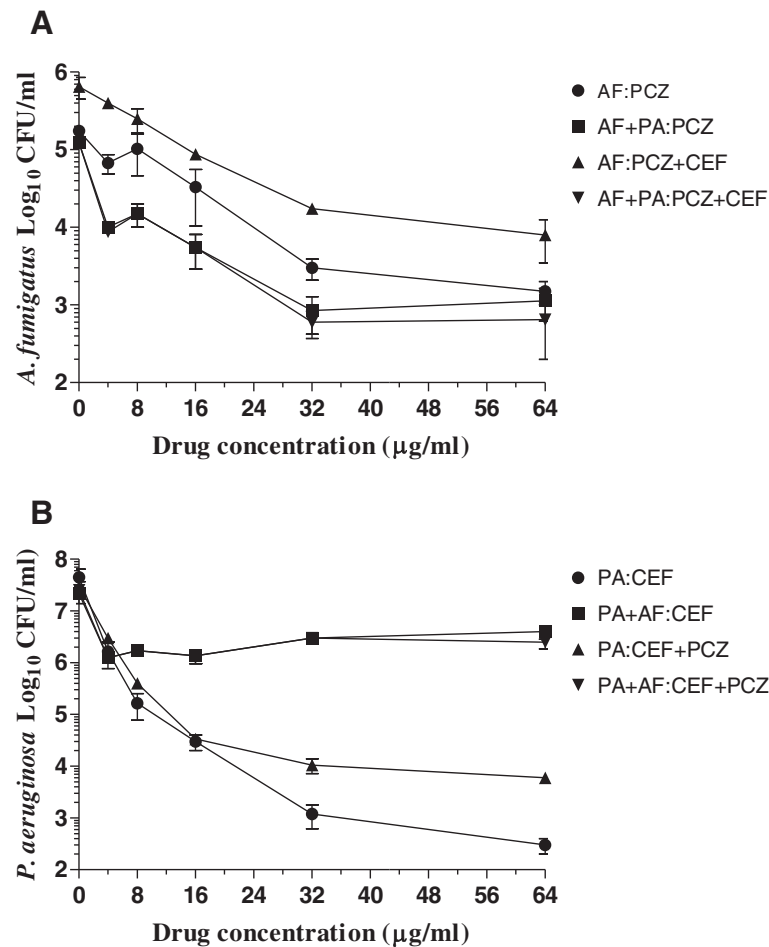 A
A. fumigatus Log10 CFU/ml
6
5
4
3
2
0 8 16 24 32 40 48 56 64
Drug concentration (μg/ml)
AF:PCZ
AF+PA:PCZ
AF:PCZ+CEF
AF+PA:PCZ+CEF
B
P. aeruginosa Log10 CFU/ml)
8
7
6
5
4
3
2
0 8 16 24 32 40 48 56 64
Drug concentration (μg/ml)
PA:CEF
PA+AF:CEF
PA:CEF+PCZ
PA+AF:CEF+PCZ